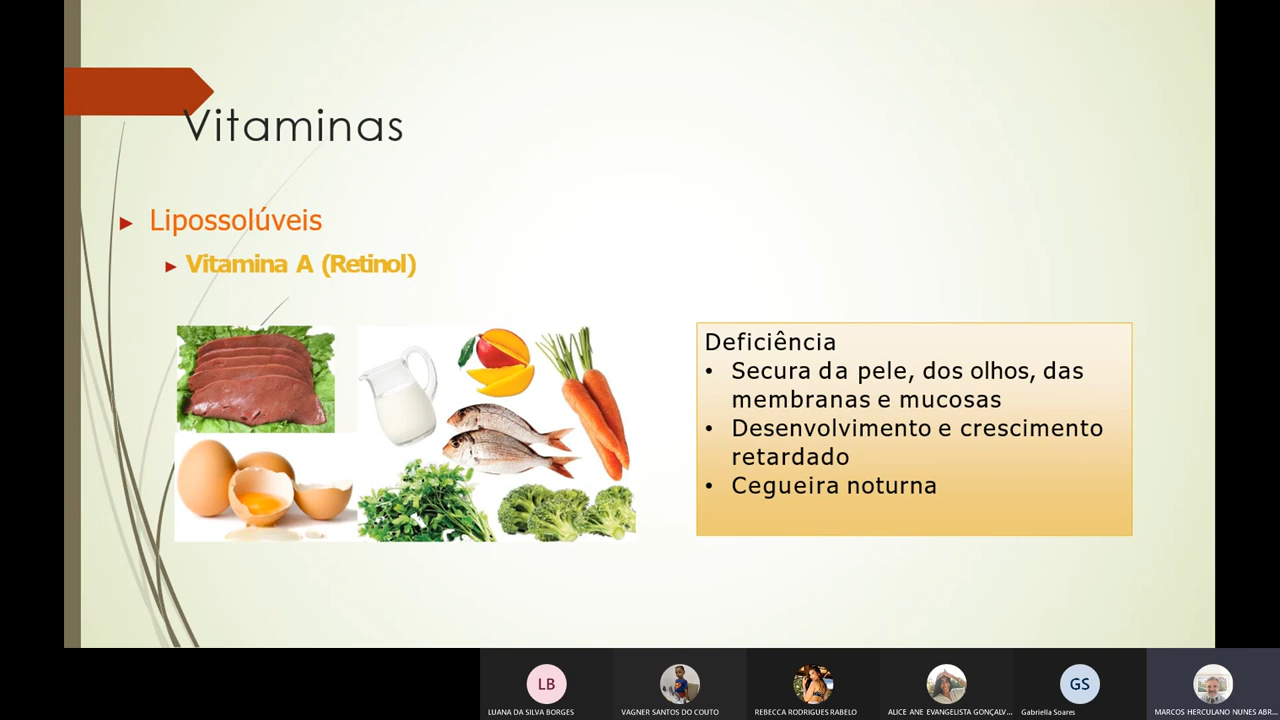 Vitaminas
Lipossolúveis
Vitamina A (Retinol)
Deficiência
• Secura da pele, dos olhos, das
membranas e mucosas
• Desenvolvimento e crescimento
retardado
• Cegueira noturna
LB
GS
LUANA DA SILVA BORGES
VAGNER SANTOS DO COUTO
REBECCA RODRIGUES RABELO
ALICE ANE EVANGELISTA GONÇALV...
Gabriella Soares
MARCOS HERCULANO NUNES ABR...